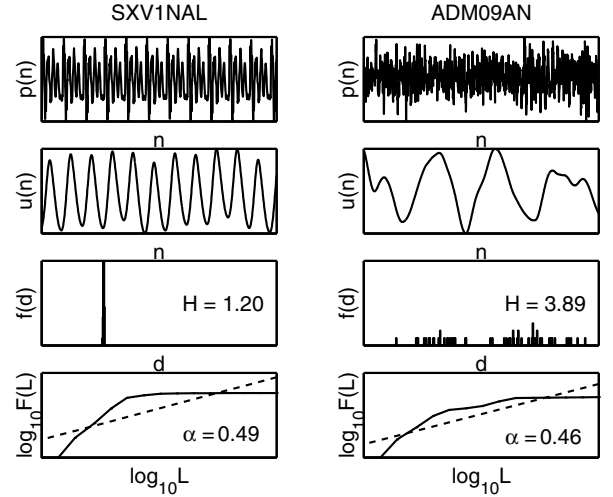 SXV1NAL
p(n)
n
u(n)
n
f(d)
H = 1.20
d
log10F(L)
α = 0.49
log10L
ADM09AN
p(n)
n
u(n)
n
f(d)
H = 3.89
d
log10F(L)
α = 0.46
log10L